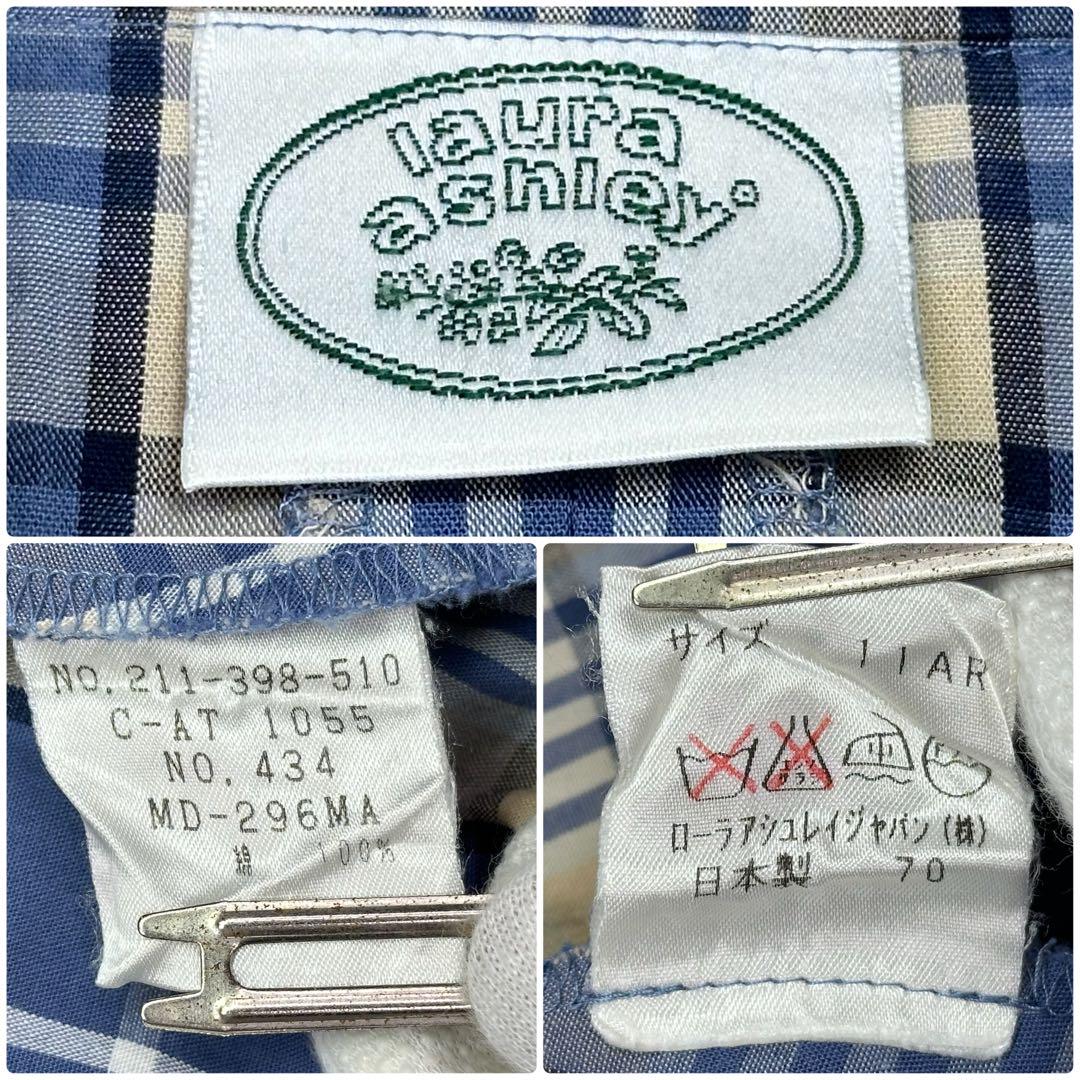 laura
ashley
NO. 211-398-510
C-AT 1055
NO. 434
MD-296MA
綿 100%
サイズ 11AR
ローラアシュレイジャパン(株)
日本製 70